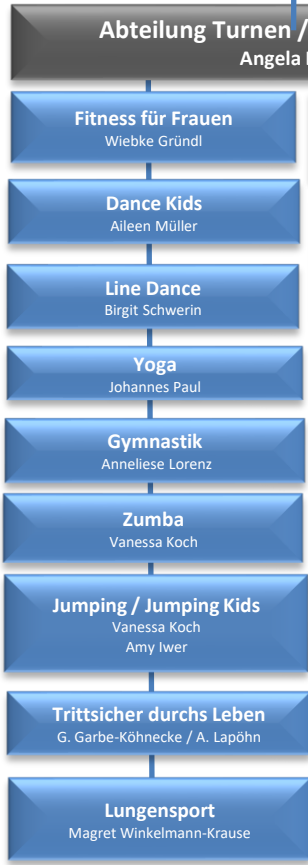 Abteilung Turnen /
Angela
Fitness für Frauen
Wiebke Gründl
Dance Kids
Aileen Müller
Line Dance
Birgit Schwerin
Yoga
Johannes Paul
Gymnastik
Anneliese Lorenz
Zumba
Vanessa Koch
Jumping / Jumping Kids
Vanessa Koch
Amy Iwer
Trittsicher durchs Leben
G. Garbe-Köhnecke / A. Lapöhn
Lungensport
Magret Winkelmann-Krause